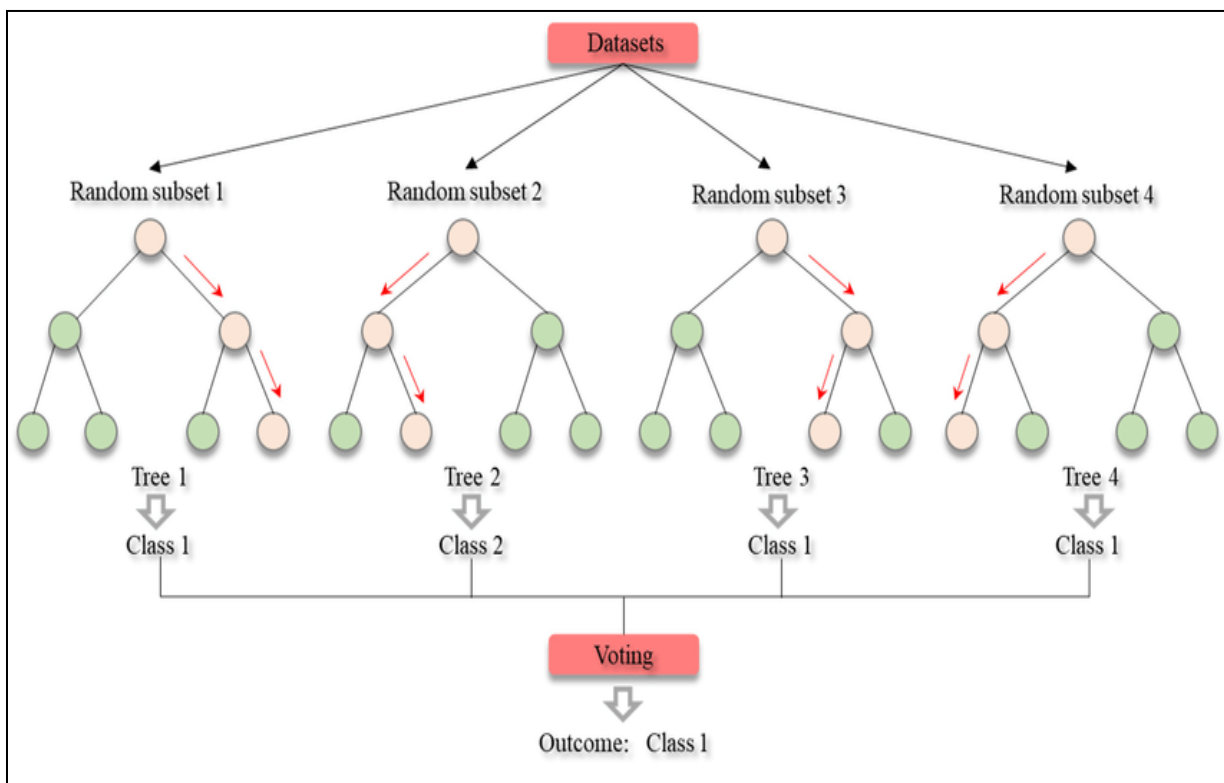 Datasets
Random subset 1
Random subset 2
Random subset 3
Random subset 4
Tree 1
Tree 2
Tree 3
Tree 4
Class 1
Class 2
Class 1
Class 1
Voting
Outcome: Class 1